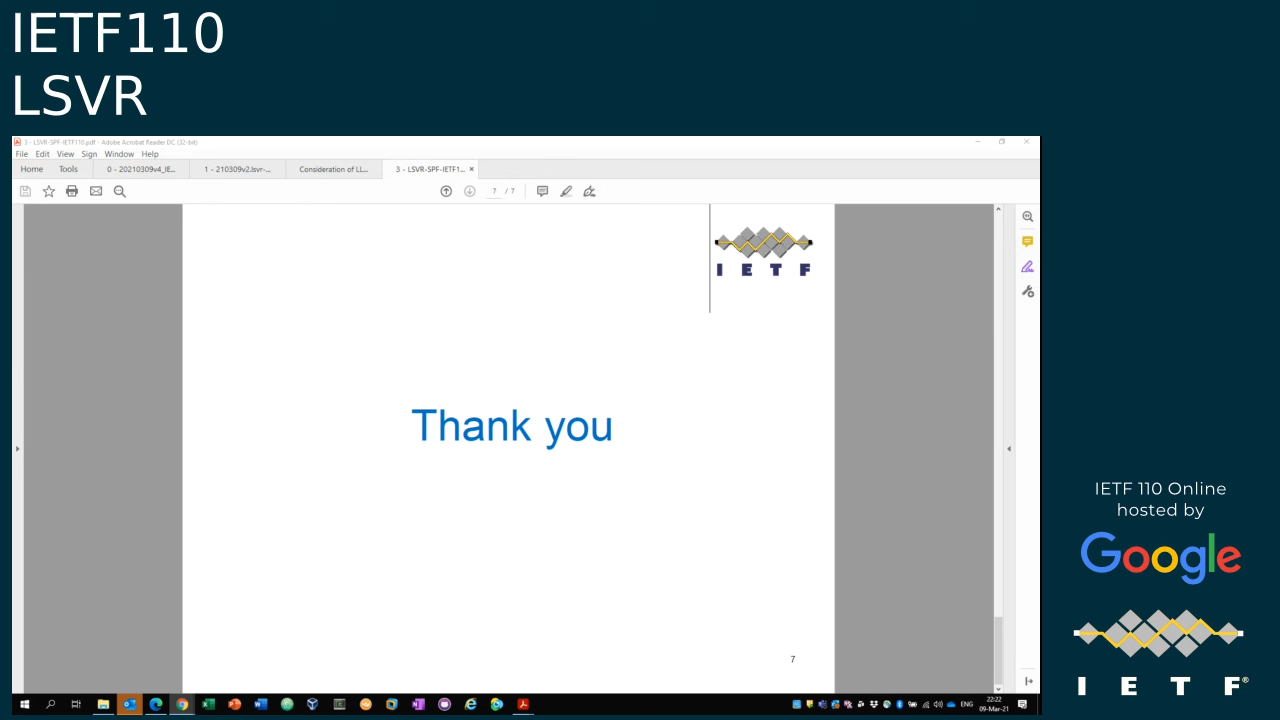 IETF110
LSVR
3 - LSVR-SPF-IETF110.pdf - Adobe Acrobat Reader DC (32-bit)
File Edit View Sign Window Help
Home Tools 0 - 20210309v4_IE... 1 - 210309v2.lsvr-... Consideration of LL... 3 - LSVR-SPF-IETF1... ×
7 / 7
I E T F
Thank you
7
IETF 110 Online
hosted by
Google
I E T F®
ENG
22:22
09-Mar-21